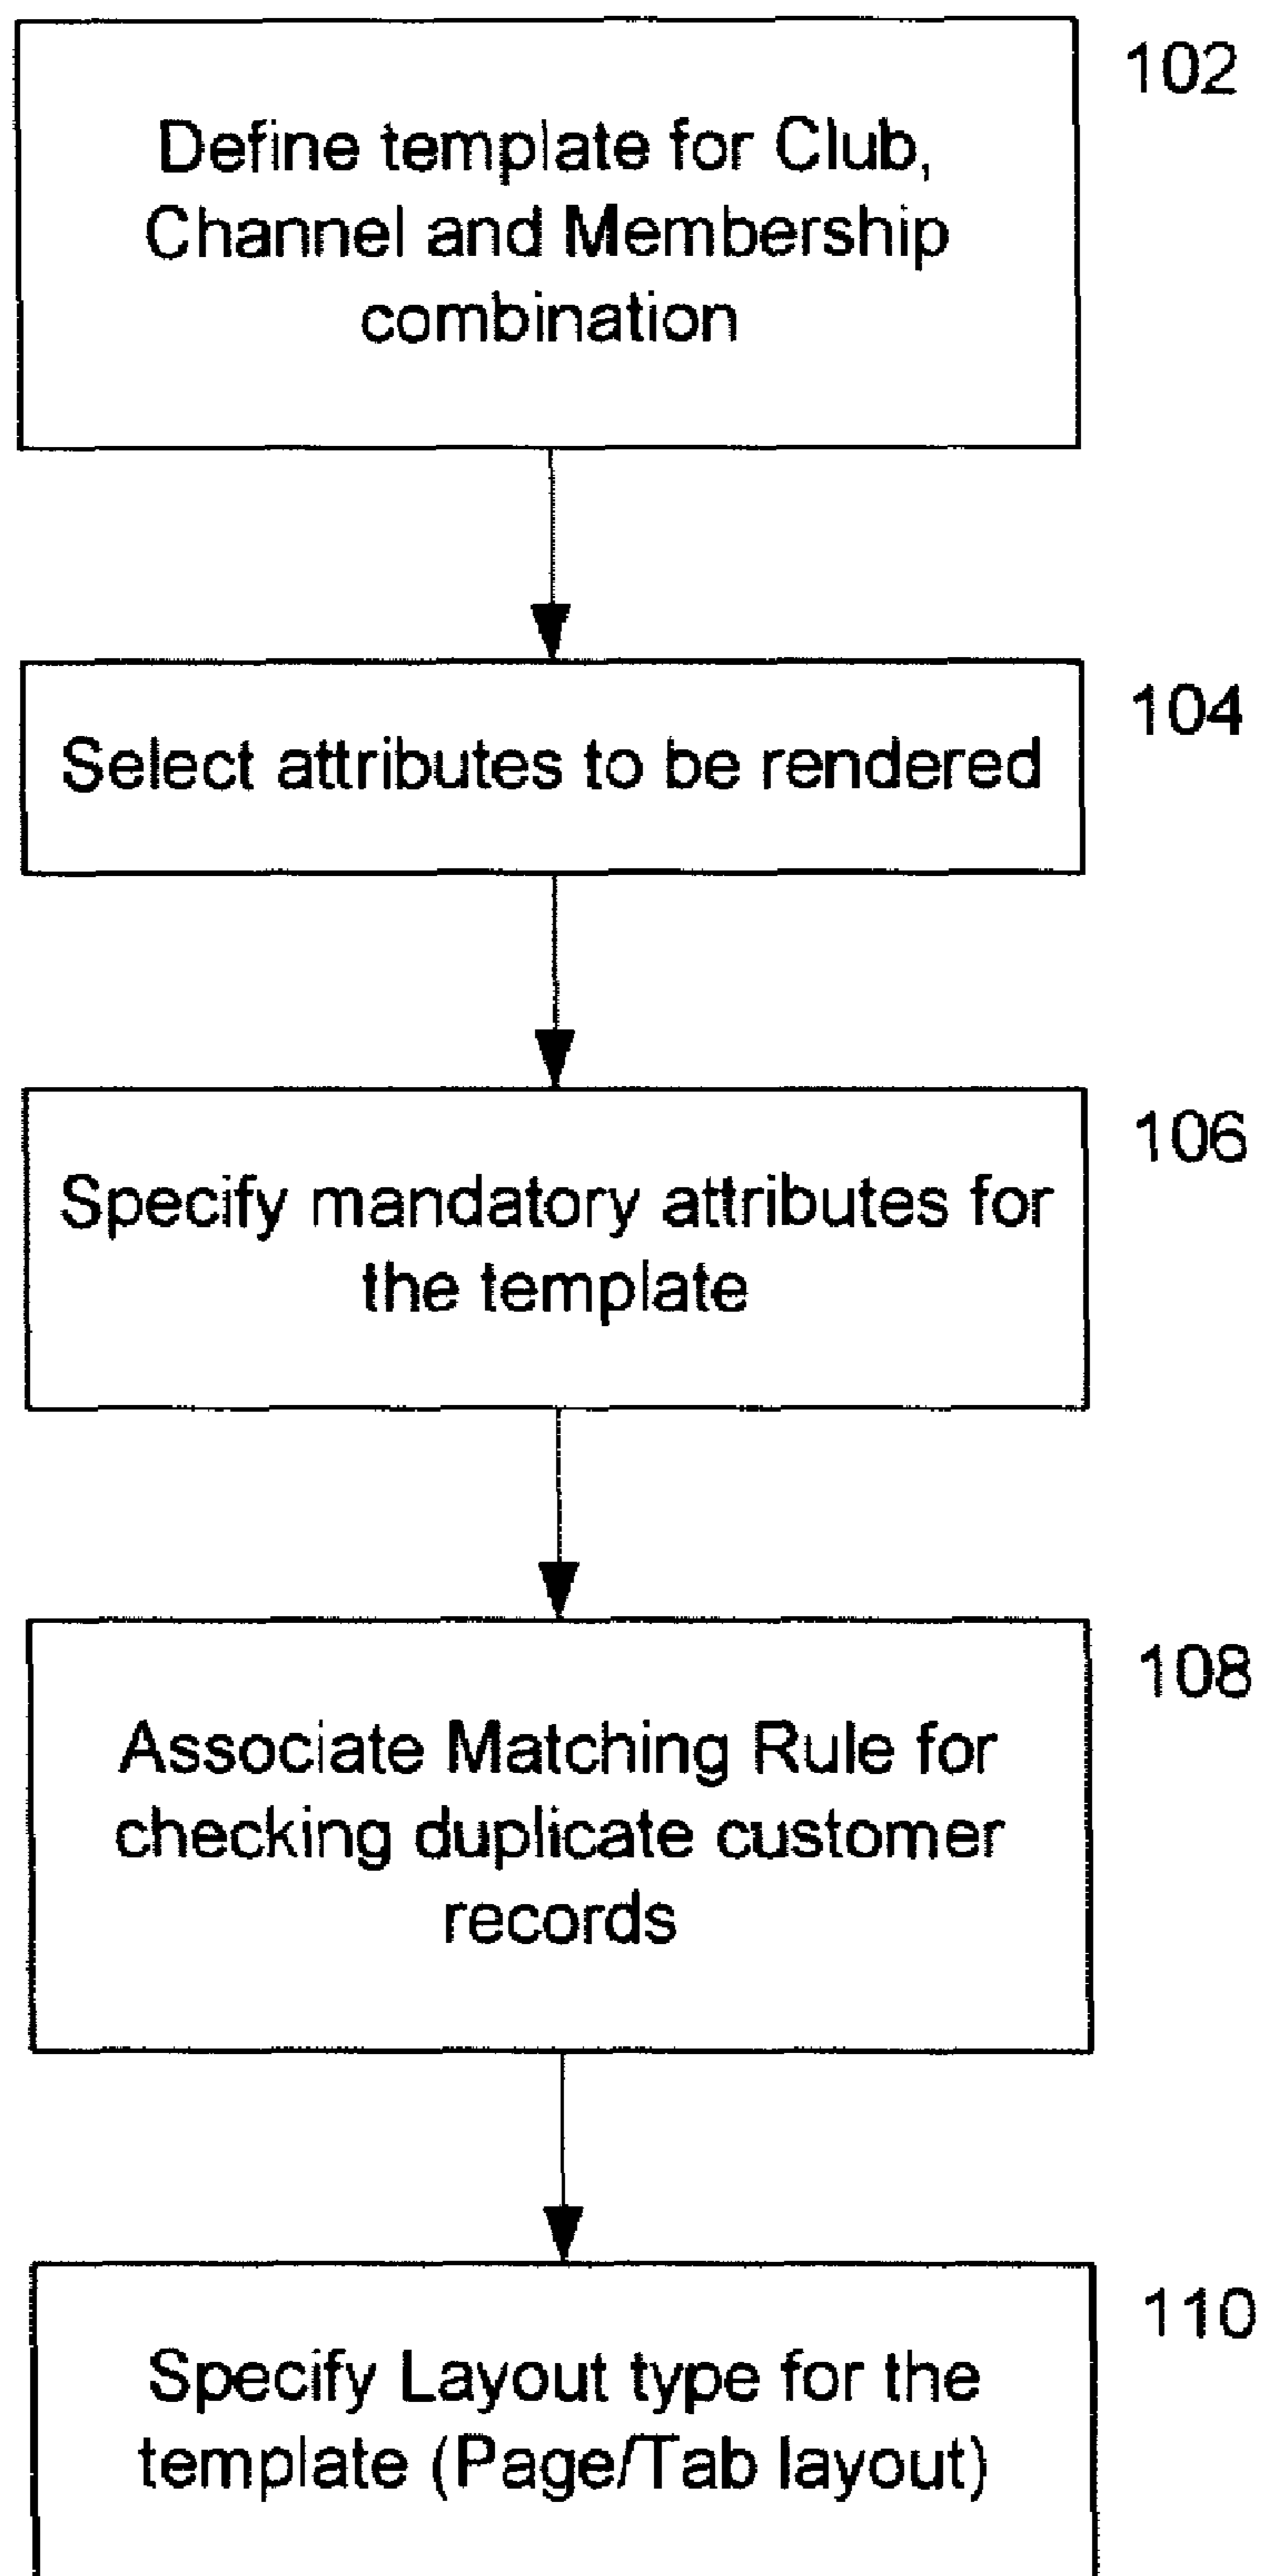 102
Define template for Club,
Channel and Membership
combination
104
Select attributes to be rendered
106
Specify mandatory attributes for
the template
108
Associate Matching Rule for
checking duplicate customer
records
110
Specify Layout type for the
template (Page/Tab layout)